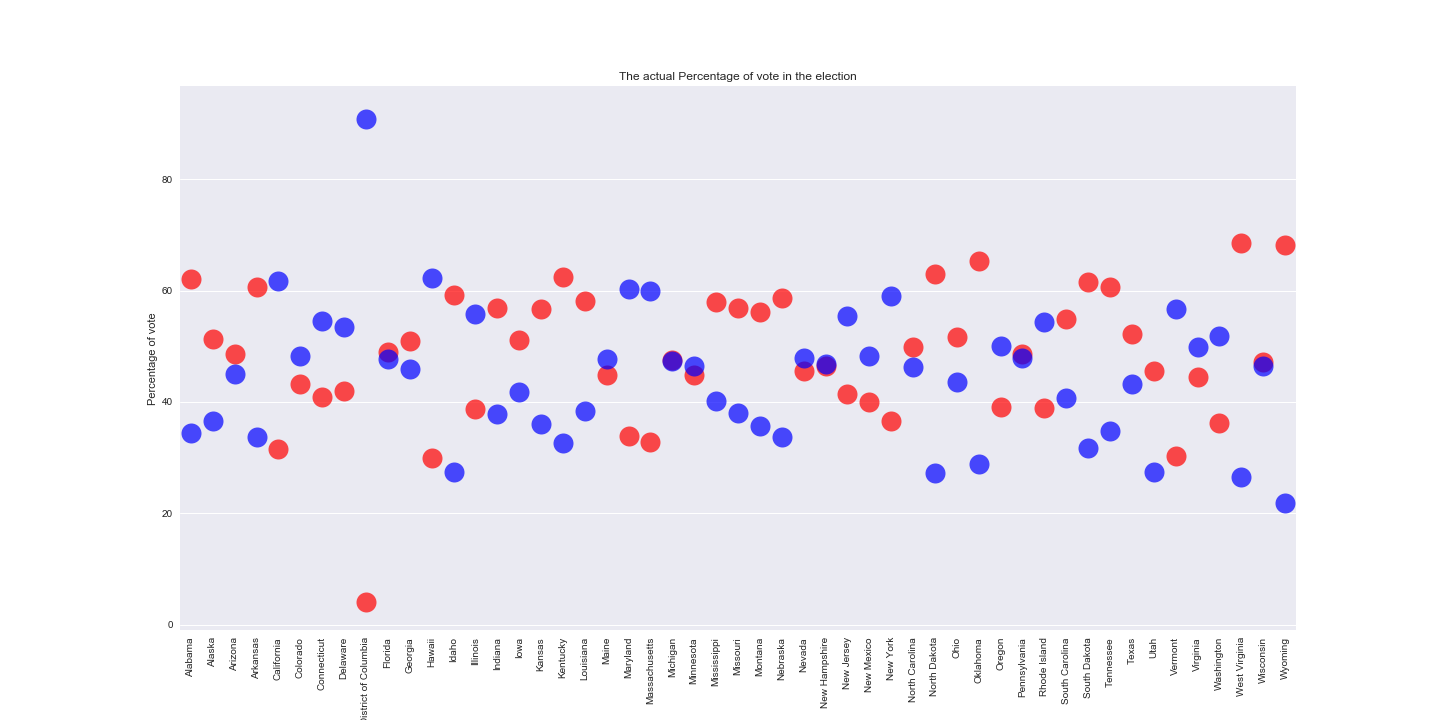 The actual Percentage of vote in the election
Percentage of vote
80
60
40
20
0
Alabama
Alaska
Arizona
Arkansas
California
Colorado
Connecticut
Delaware
District of Columbia
Florida
Georgia
Hawaii
Idaho
Illinois
Indiana
Iowa
Kansas
Kentucky
Louisiana
Maine
Maryland
Massachusetts
Michigan
Minnesota
Mississippi
Missouri
Montana
Nebraska
Nevada
New Hampshire
New Jersey
New Mexico
New York
North Carolina
North Dakota
Ohio
Oklahoma
Oregon
Pennsylvania
Rhode Island
South Carolina
South Dakota
Tennessee
Texas
Utah
Vermont
Virginia
Washington
West Virginia
Wisconsin
Wyoming